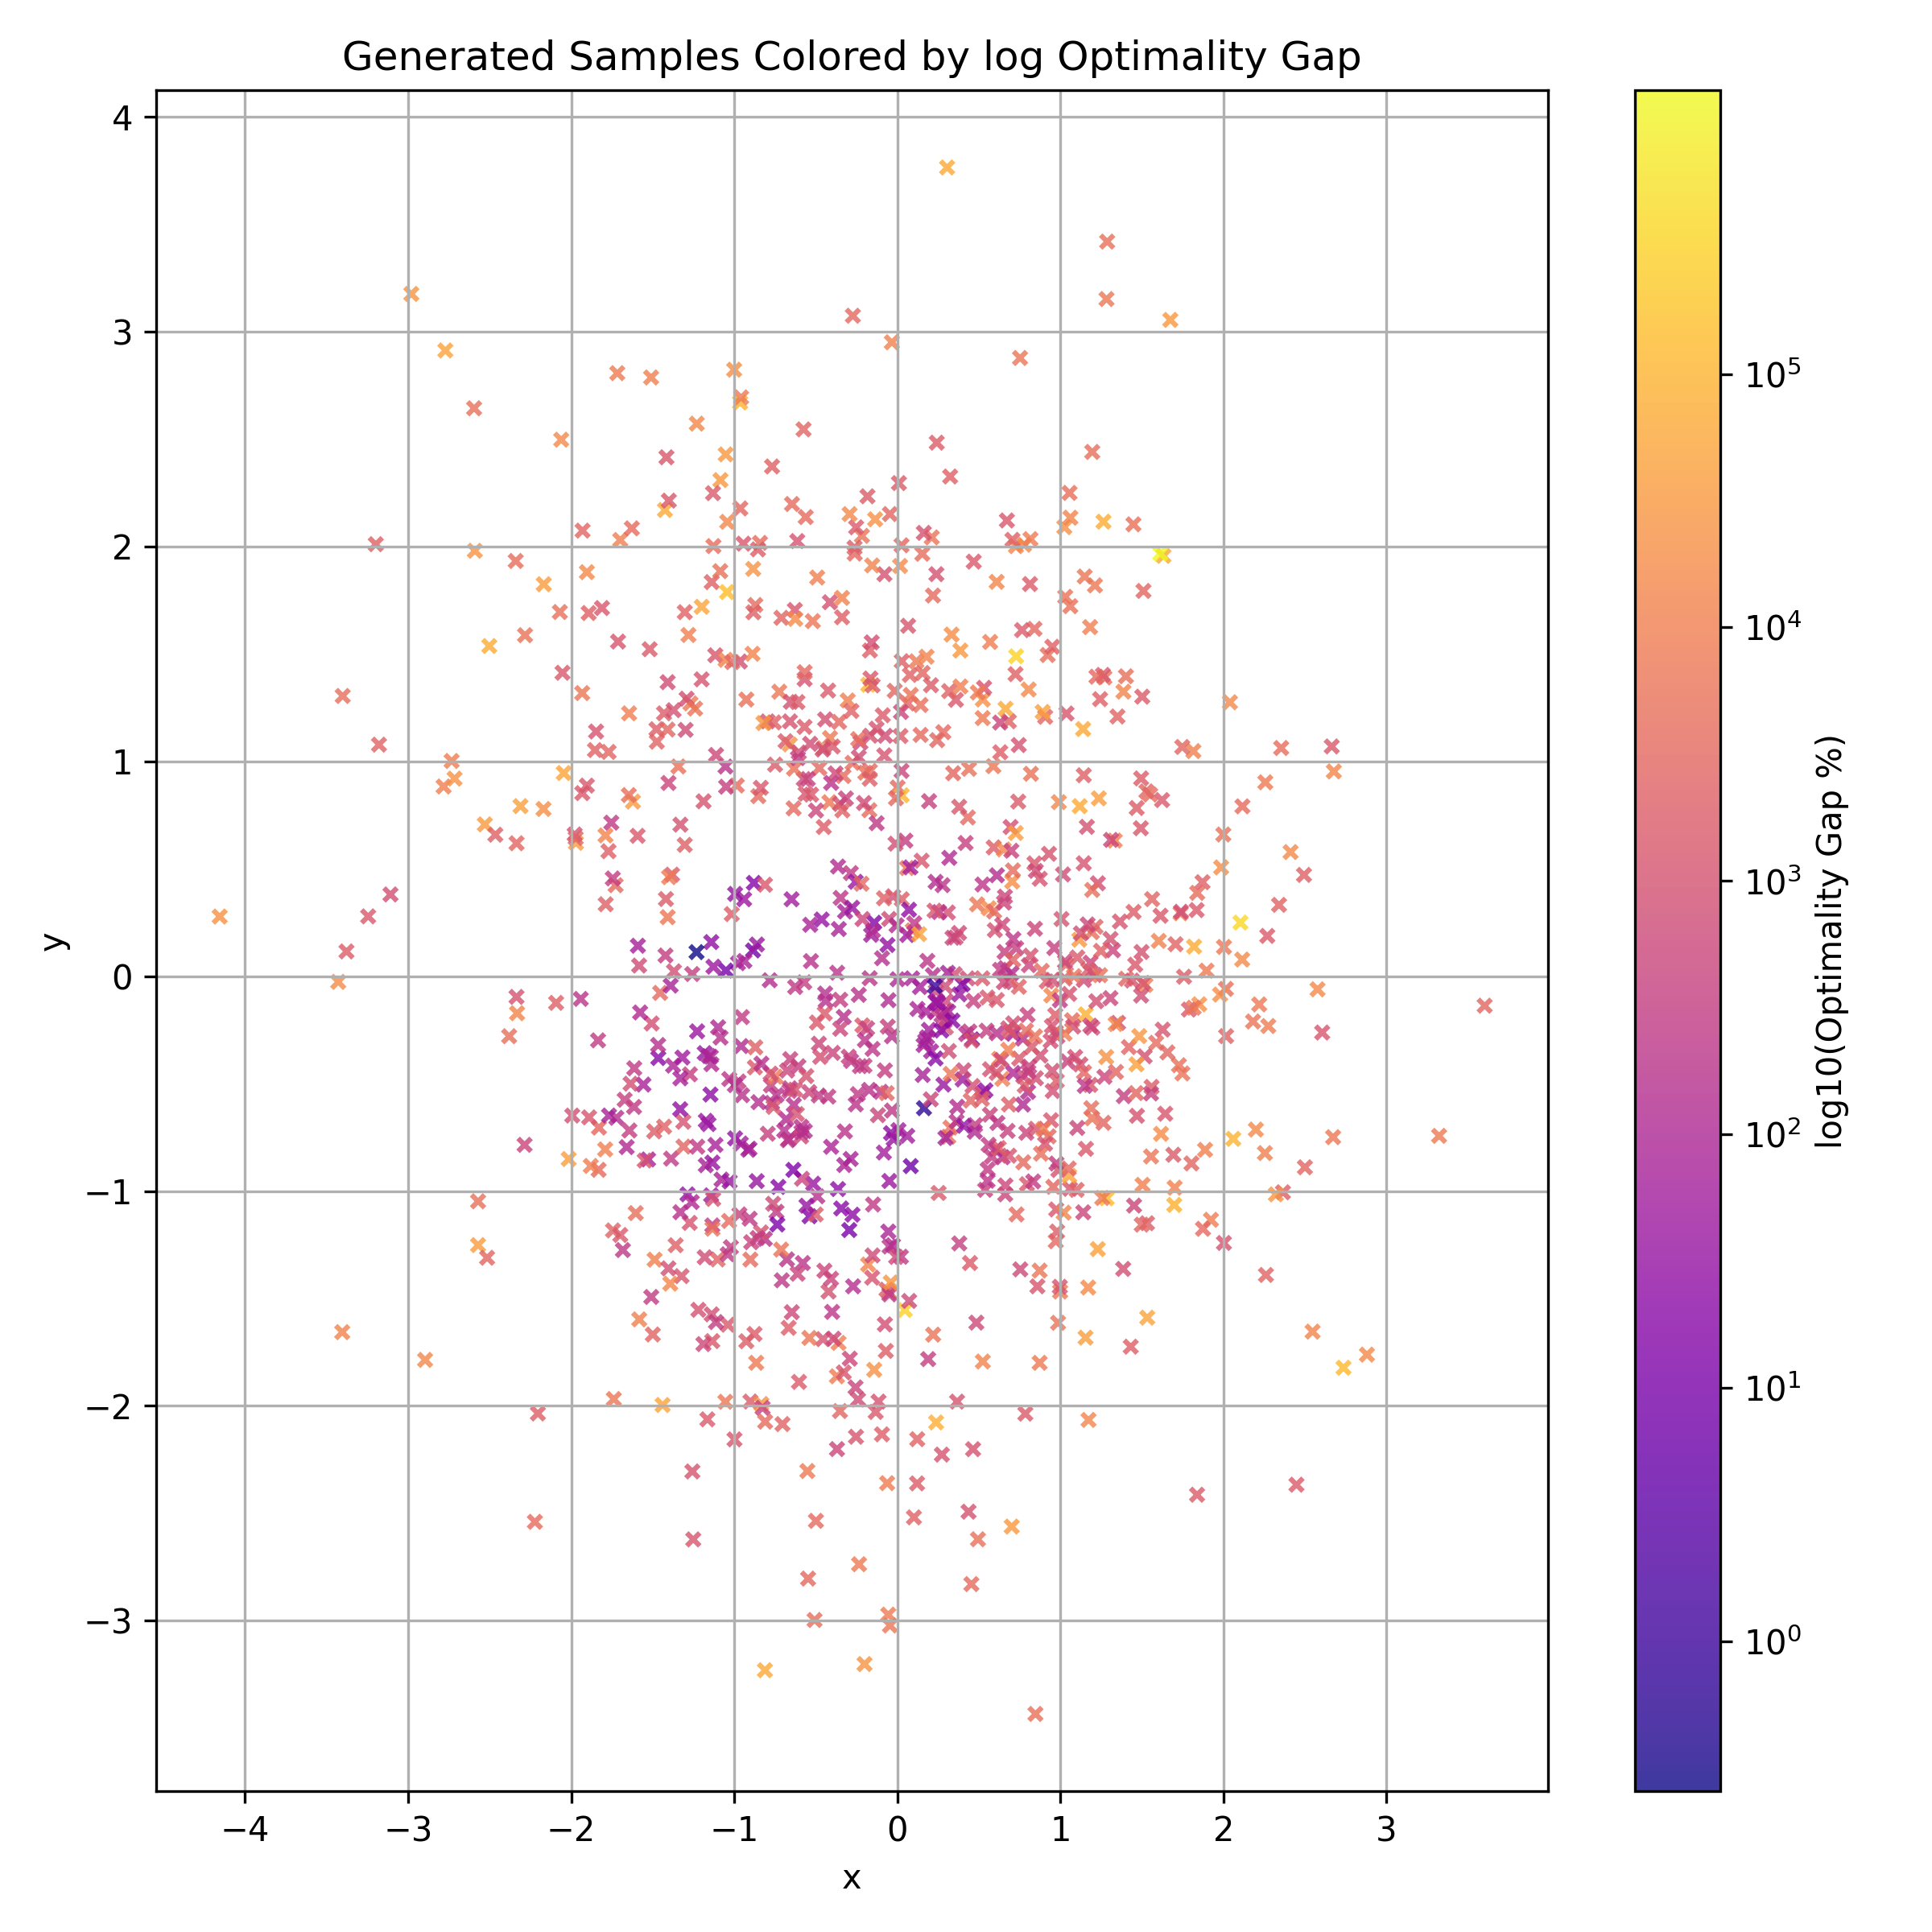 Generated Samples Colored by log Optimality Gap
4
3
2
1
0
−1
−2
−3
y
−4 −3 −2 −1 0 1 2 3
x
10⁵
10⁴
10³
10²
10¹
10⁰
log10(Optimality Gap %)